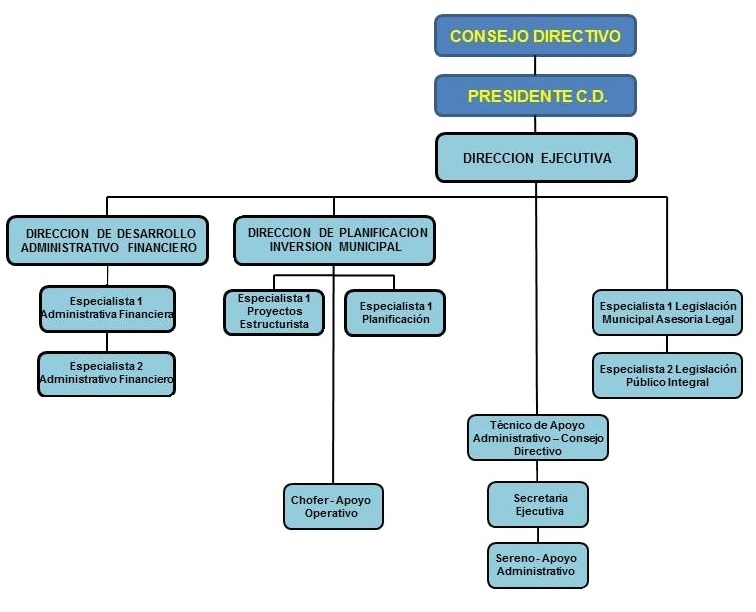 CONSEJO DIRECTIVO
PRESIDENTE C.D.
DIRECCION EJECUTIVA
DIRECCION DE DESARROLLO
ADMINISTRATIVO FINANCIERO
DIRECCION DE PLANIFICACION
INVERSION MUNICIPAL
Especialista 1
Administrativa Financiera
Especialista 2
Administrativo Financiero
Especialista 1
Proyectos
Estructurista
Especialista 1
Planificación
Especialista 1 Legislación
Municipal Asesoria Legal
Especialista 2 Legislación
Público Integral
Técnico de Apoyo
Administrativo – Consejo
Directivo
Chofer - Apoyo
Operativo
Secretaria
Ejecutiva
Sereno - Apoyo
Administrativo